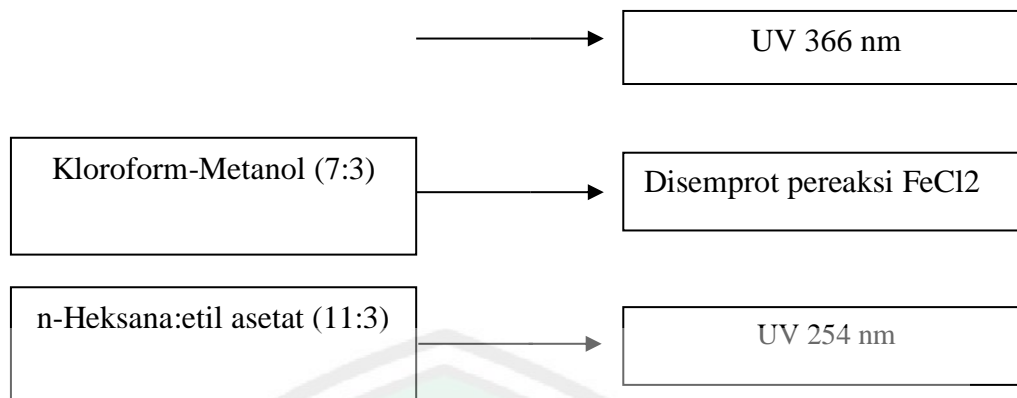 UV 366 nm
Kloroform-Metanol (7:3)
Disemprot pereaksi FeCl2
n-Heksana:etil asetat (11:3)
UV 254 nm